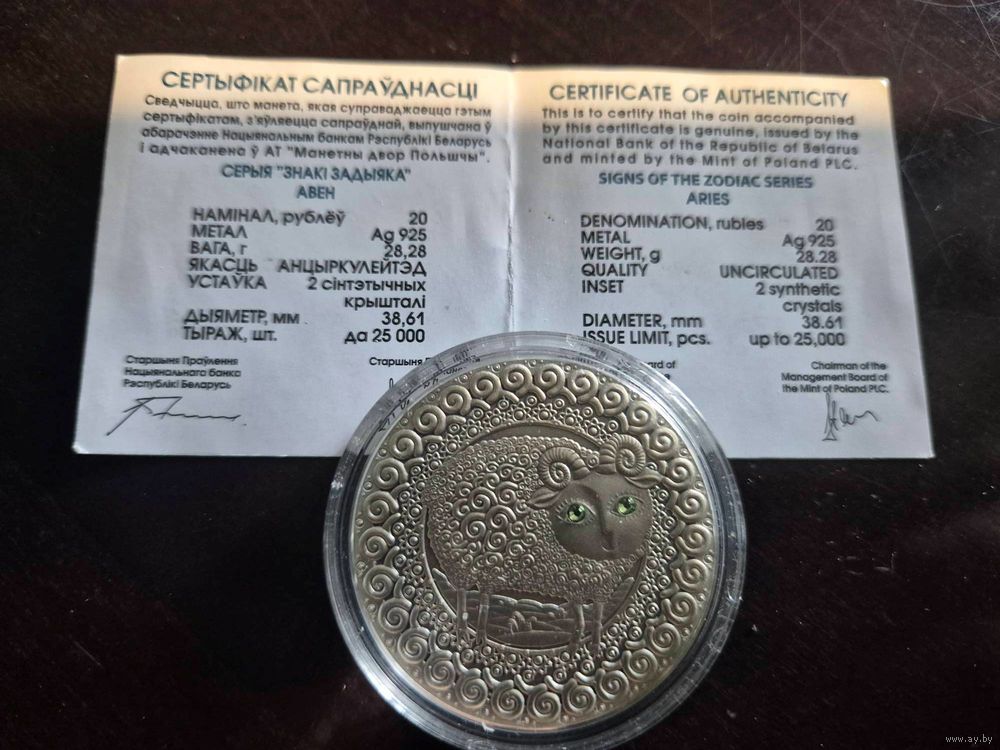 СЕРТЫФІКАТ САПРАЎДНАСЦІ
Сведчыцца, што манета, якая суправаджаецца гэтым
сертыфікатам, з'яўляецца сапраўднай, выпушчана ў
абарачэнне Нацыянальным банкам Рэспублікі Беларусь
і адчаканена ў АТ "Манетны двор Польшчы".
СЕРЫЯ "ЗНАКІ ЗАДЫЯКА"
АВЕН
НАМІНАЛ, рублёў 20
МЕТАЛ Ag 925
ВАГА, г 28,28
ЯКАСЦЬ АНЦЫРКУЛЕЙТЭД
УСТАЎКА 2 сінтэтычных
крышталі
ДЫЯМЕТР, мм 38,61
ТЫРАЖ, шт. да 25 000
Старшыня Праўлення
Нацыянальнага банка
Рэспублікі Беларусь
Старшыня
CERTIFICATE OF AUTHENTICITY
This is to certify that the coin accompanied
by this certificate is genuine, issued by the
National Bank of the Republic of Belarus
and minted by the Mint of Poland PLC.
SIGNS OF THE ZODIAC SERIES
ARIES
DENOMINATION, rubles 20
METAL Ag 925
WEIGHT, g 28.28
QUALITY UNCIRCULATED
INSET 2 synthetic
crystals
DIAMETER, mm 38.61
ISSUE LIMIT, pcs. up to 25,000
of
Chairman of the
Management Board of
the Mint of Poland PLC.
www.ay.by